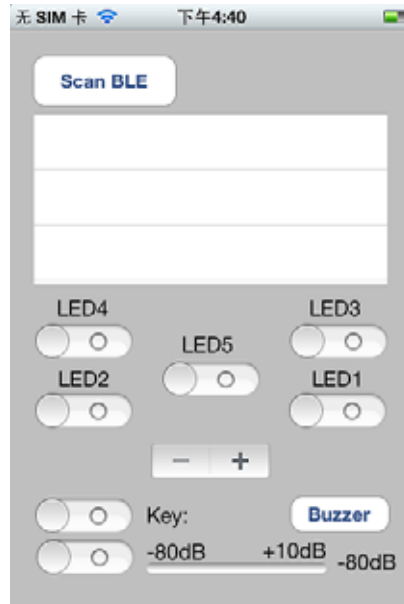 无 SIM 卡 下午4:40
Scan BLE
LED4 LED3
LED5
LED2 LED1
− +
Key: Buzzer
-80dB +10dB -80dB